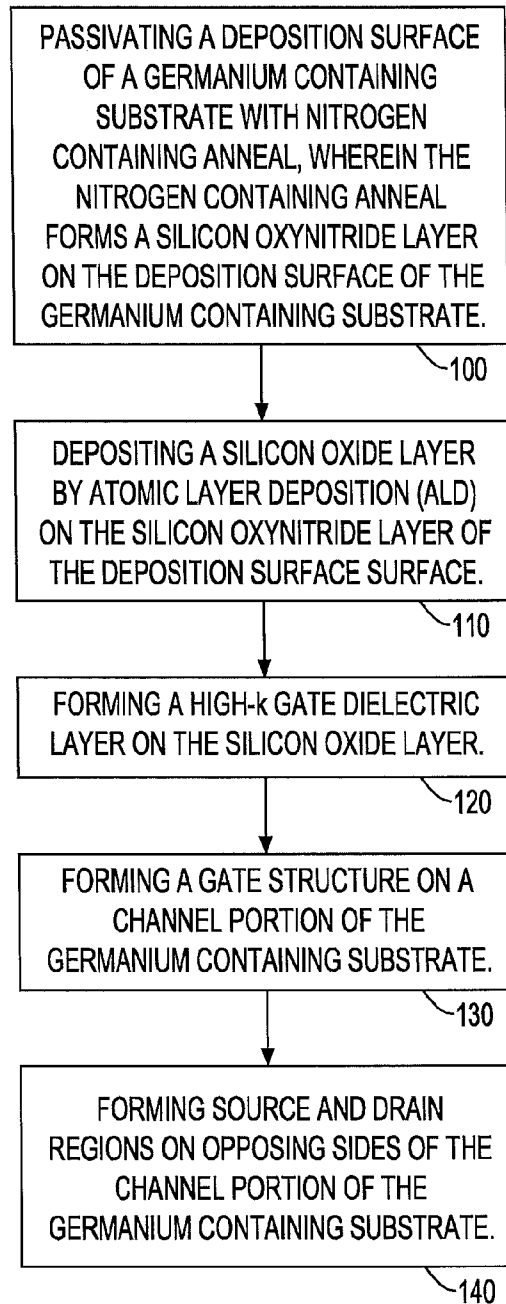 PASSIVATING A DEPOSITION SURFACE
OF A GERMANIUM CONTAINING
SUBSTRATE WITH NITROGEN
CONTAINING ANNEAL, WHEREIN THE
NITROGEN CONTAINING ANNEAL
FORMS A SILICON OXYNITRIDE LAYER
ON THE DEPOSITION SURFACE OF THE
GERMANIUM CONTAINING SUBSTRATE.
100
DEPOSITING A SILICON OXIDE LAYER
BY ATOMIC LAYER DEPOSITION (ALD)
ON THE SILICON OXYNITRIDE LAYER OF
THE DEPOSITION SURFACE SURFACE.
110
FORMING A HIGH-k GATE DIELECTRIC
LAYER ON THE SILICON OXIDE LAYER.
120
FORMING A GATE STRUCTURE ON A
CHANNEL PORTION OF THE
GERMANIUM CONTAINING SUBSTRATE.
130
FORMING SOURCE AND DRAIN
REGIONS ON OPPOSING SIDES OF THE
CHANNEL PORTION OF THE
GERMANIUM CONTAINING SUBSTRATE.
140